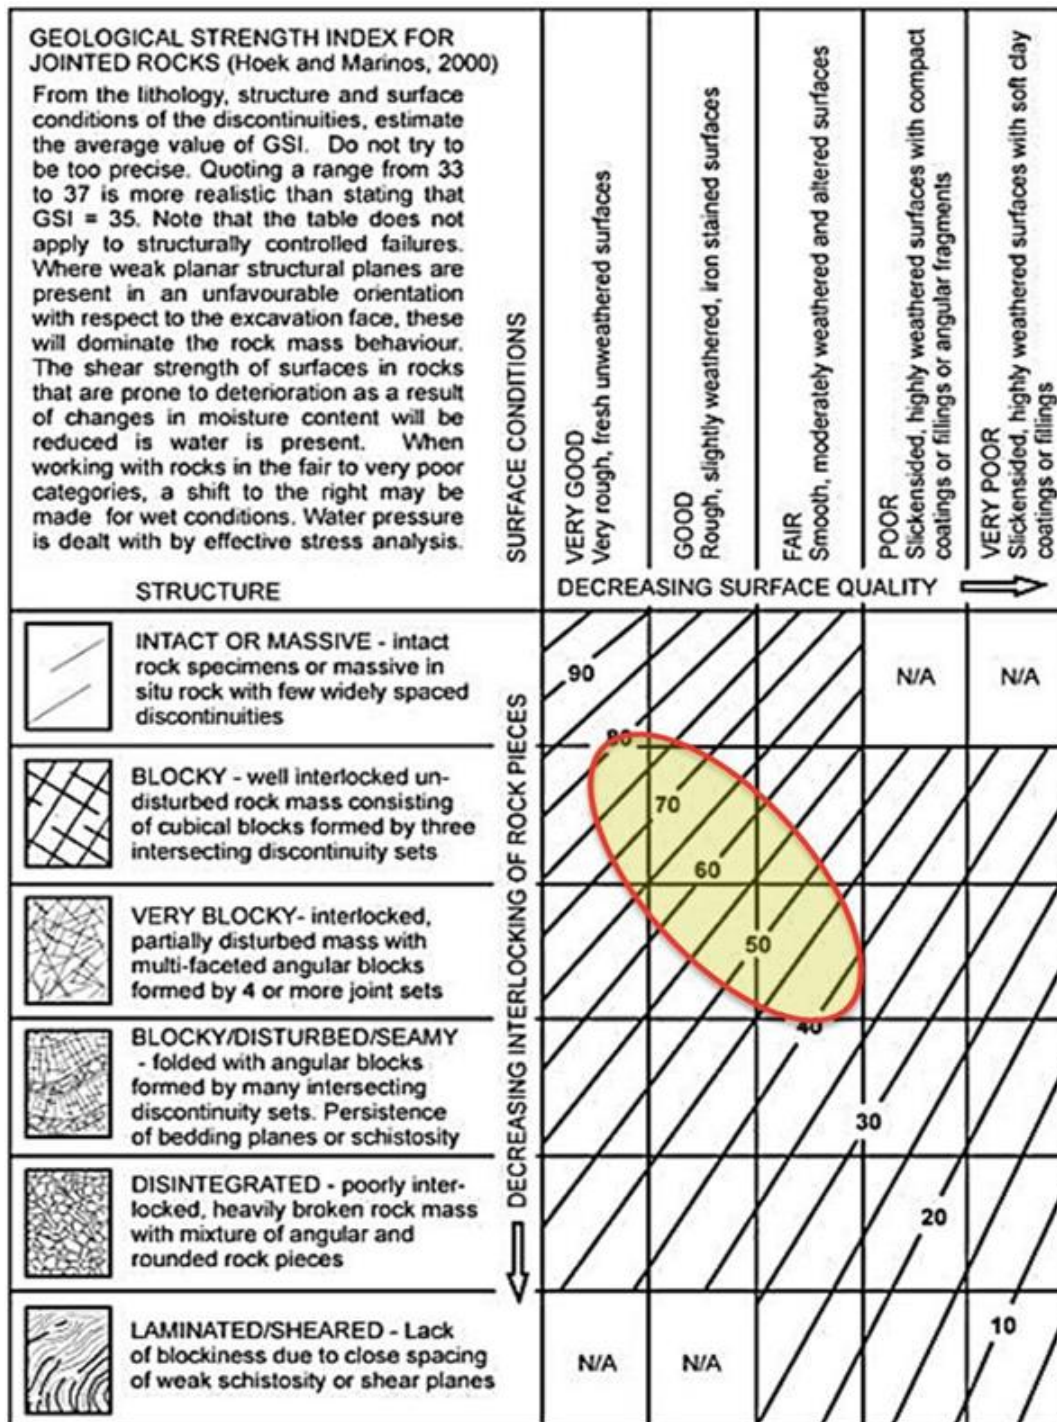 GEOLOGICAL STRENGTH INDEX FOR
JOINTED ROCKS (Hoek and Marinos, 2000)
From the lithology, structure and surface
conditions of the discontinuities, estimate
the average value of GSI. Do not try to
be too precise. Quoting a range from 33
to 37 is more realistic than stating that
GSI = 35. Note that the table does not
apply to structurally controlled failures.
Where weak planar structural planes are
present in an unfavourable orientation
with respect to the excavation face, these
will dominate the rock mass behaviour.
The shear strength of surfaces in rocks
that are prone to deterioration as a result
of changes in moisture content will be
reduced is water is present. When
working with rocks in the fair to very poor
categories, a shift to the right may be
made for wet conditions. Water pressure
is dealt with by effective stress analysis.
STRUCTURE
SURFACE CONDITIONS
VERY GOOD
Very rough, fresh unweathered surfaces
GOOD
Rough, slightly weathered, iron stained surfaces
FAIR
Smooth, moderately weathered and altered surfaces
POOR
Slickensided, highly weathered surfaces with compact
coatings or fillings or angular fragments
VERY POOR
Slickensided, highly weathered surfaces with soft clay
coatings or fillings
DECREASING SURFACE QUALITY
DECREASING INTERLOCKING OF ROCK PIECES
INTACT OR MASSIVE - intact
rock specimens or massive in
situ rock with few widely spaced
discontinuities
90
N/A
N/A
80
BLOCKY - well interlocked un-
disturbed rock mass consisting
of cubical blocks formed by three
intersecting discontinuity sets
70
60
VERY BLOCKY- interlocked,
partially disturbed mass with
multi-faceted angular blocks
formed by 4 or more joint sets
50
40
BLOCKY/DISTURBED/SEAMY
- folded with angular blocks
formed by many intersecting
discontinuity sets. Persistence
of bedding planes or schistosity
30
DISINTEGRATED - poorly inter-
locked, heavily broken rock mass
with mixture of angular and
rounded rock pieces
20
LAMINATED/SHEARED - Lack
of blockiness due to close spacing
of weak schistosity or shear planes
N/A
N/A
10